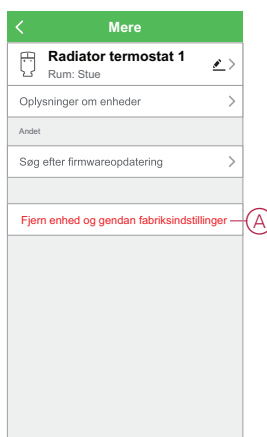 Mere
Radiator termostat 1
Rum: Stue
Oplysninger om enheder
Andet
Søg efter firmwareopdatering
Fjern enhed og gendan fabriksindstillinger
A